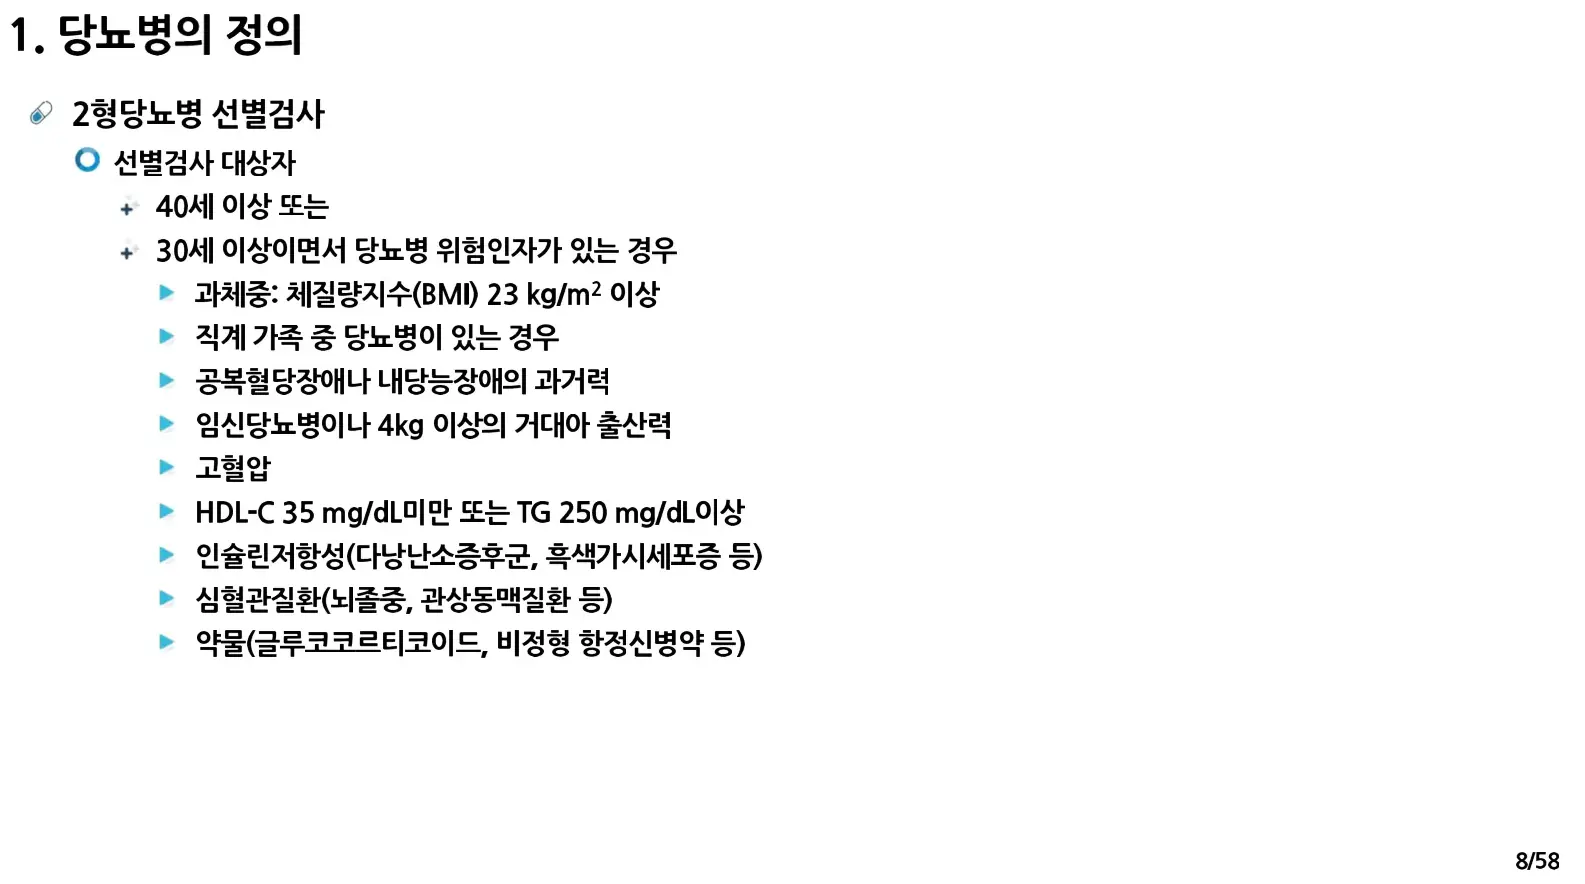 1. 당뇨병의 정의
2형당뇨병 선별검사
선별검사 대상자
40세 이상 또는
30세 이상이면서 당뇨병 위험인자가 있는 경우
과체중: 체질량지수(BMI) 23 kg/m² 이상
직계 가족 중 당뇨병이 있는 경우
공복혈당장애나 내당능장애의 과거력
임신당뇨병이나 4kg 이상의 거대아 출산력
고혈압
HDL-C 35 mg/dL미만 또는 TG 250 mg/dL이상
인슐린저항성(다낭난소증후군, 흑색가시세포증 등)
심혈관질환(뇌졸중, 관상동맥질환 등)
약물(글루코코르티코이드, 비정형 항정신병약 등)
8/58